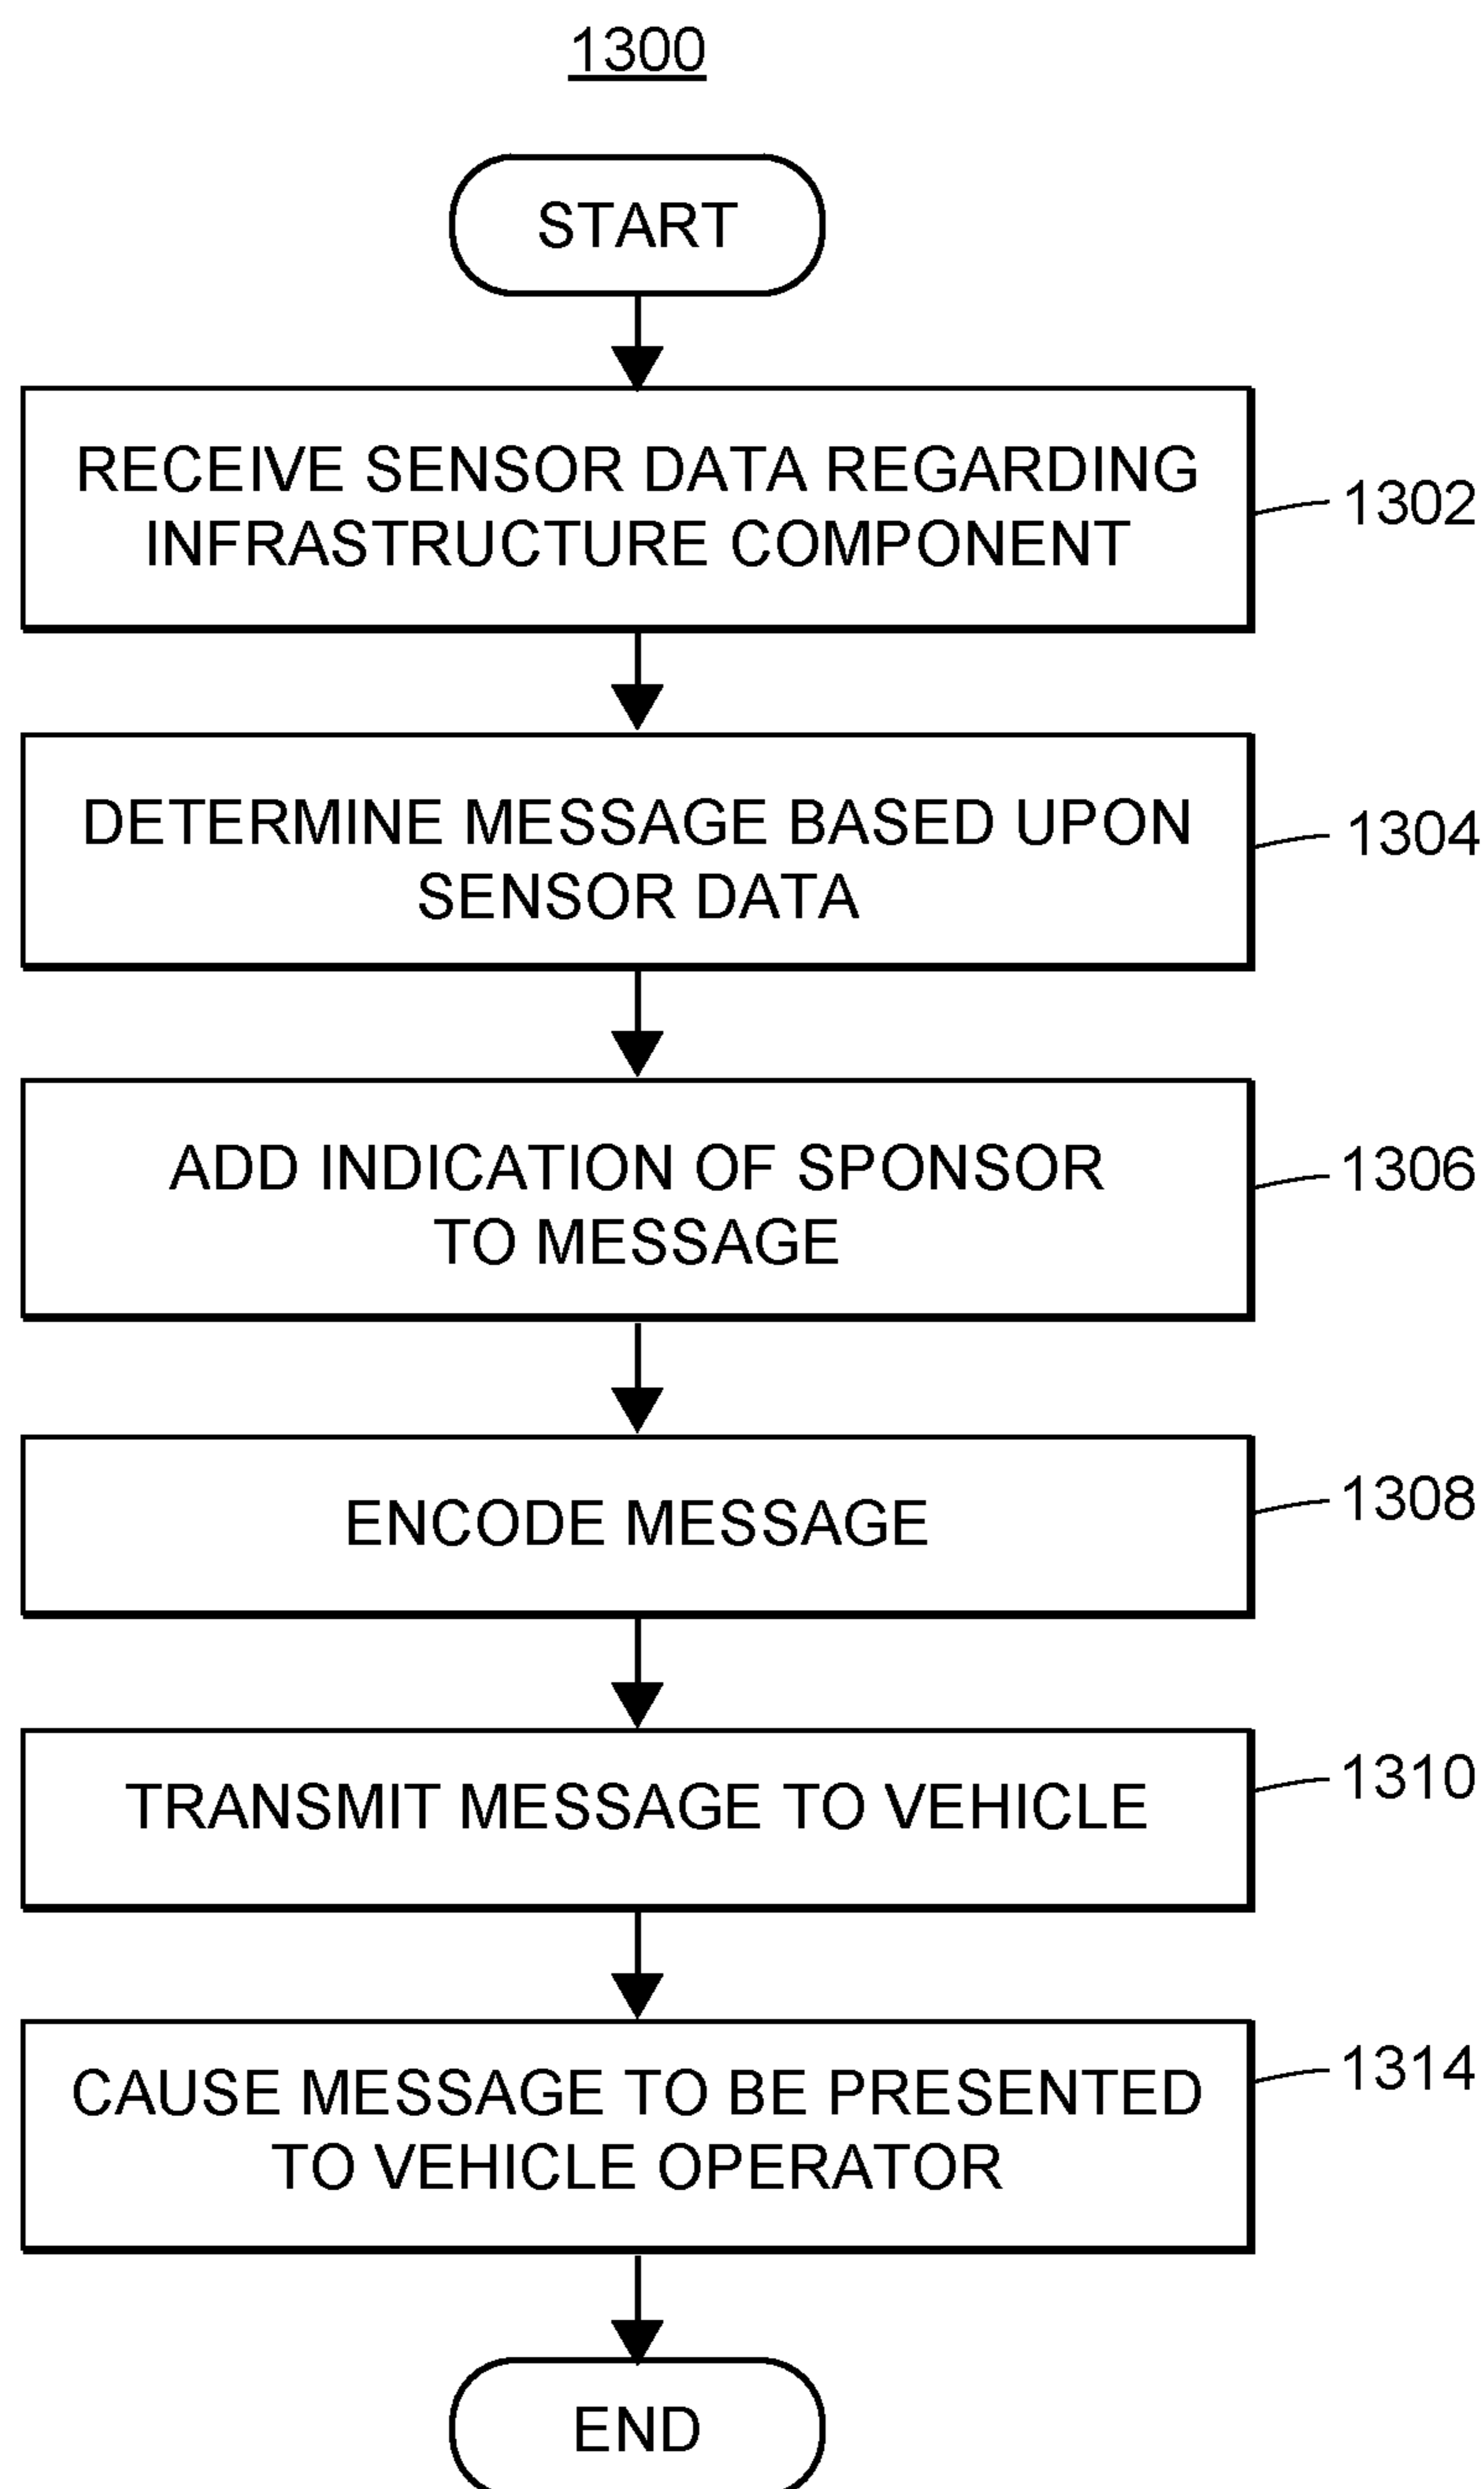 1300
START
RECEIVE SENSOR DATA REGARDING
INFRASTRUCTURE COMPONENT
1302
DETERMINE MESSAGE BASED UPON
SENSOR DATA
1304
ADD INDICATION OF SPONSOR
TO MESSAGE
1306
ENCODE MESSAGE
1308
TRANSMIT MESSAGE TO VEHICLE
1310
CAUSE MESSAGE TO BE PRESENTED
TO VEHICLE OPERATOR
1314
END